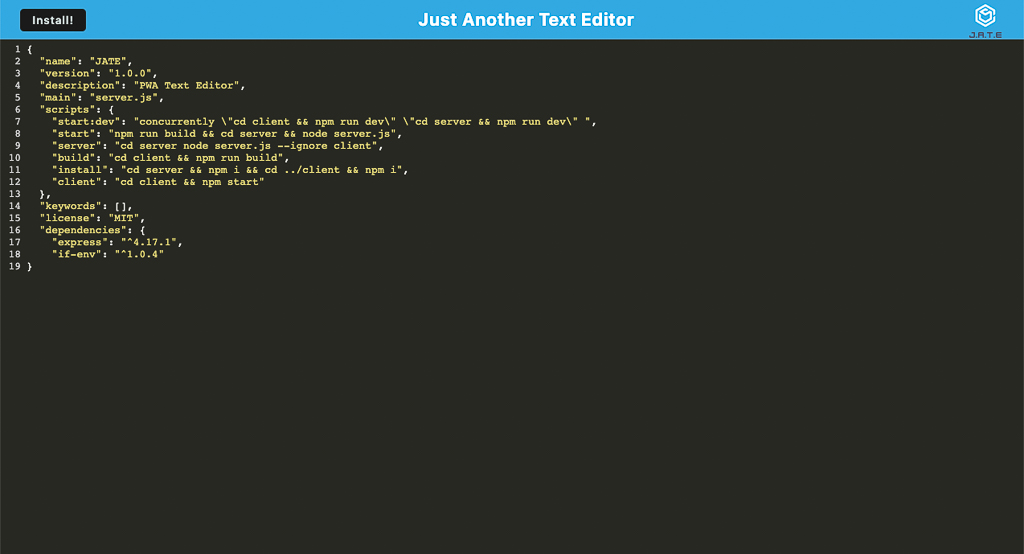 Install!
Just Another Text Editor
J.A.T.E
1 {
2 "name": "JATE",
3 "version": "1.0.0",
4 "description": "PWA Text Editor",
5 "main": "server.js",
6 "scripts": {
7 "start:dev": "concurrently \"cd client && npm run dev\" \"cd server && npm run dev\" ",
8 "start": "npm run build && cd server && node server.js",
9 "server": "cd server node server.js --ignore client",
10 "build": "cd client && npm run build",
11 "install": "cd server && npm i && cd ../client && npm i",
12 "client": "cd client && npm start"
13 },
14 "keywords": [],
15 "license": "MIT",
16 "dependencies": {
17 "express": "^4.17.1",
18 "if-env": "^1.0.4"
19 }